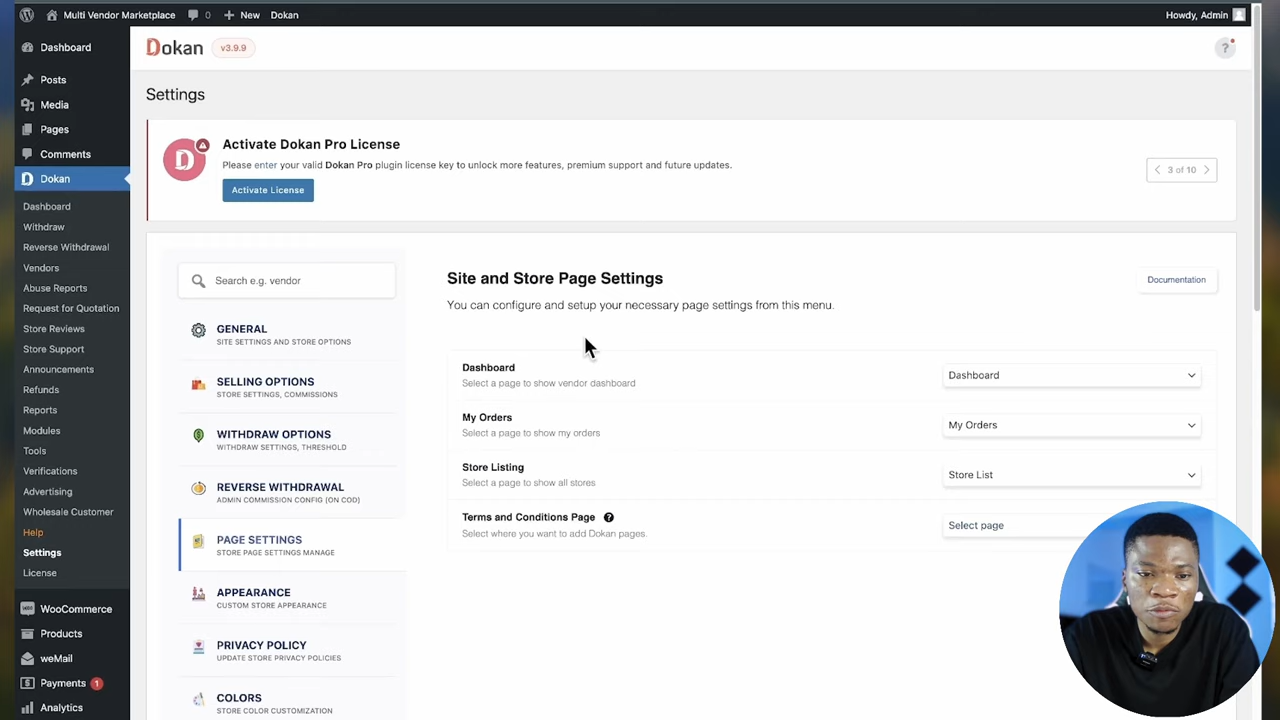 Multi Vendor Marketplace
0
New
Dokan
Howdy, Admin
Dashboard
Posts
Media
Pages
Comments
Dokan
Dashboard
Withdraw
Reverse Withdrawal
Vendors
Abuse Reports
Request for Quotation
Store Reviews
Store Support
Announcements
Refunds
Reports
Modules
Tools
Verifications
Advertising
Wholesale Customer
Help
Settings
License
WooCommerce
Products
weMail
Payments 1
Analytics
Dokan v3.9.9
?
Settings
Activate Dokan Pro License
Please enter your valid Dokan Pro plugin license key to unlock more features, premium support and future updates.
Activate License
3 of 10
Search e.g. vendor
GENERAL
SITE SETTINGS AND STORE OPTIONS
SELLING OPTIONS
STORE SETTINGS, COMMISSIONS
WITHDRAW OPTIONS
WITHDRAW SETTINGS, THRESHOLD
REVERSE WITHDRAWAL
ADMIN COMMISSION CONFIG (ON COD)
PAGE SETTINGS
STORE PAGE SETTINGS MANAGE
APPEARANCE
CUSTOM STORE APPEARANCE
PRIVACY POLICY
UPDATE STORE PRIVACY POLICIES
COLORS
STORE COLOR CUSTOMIZATION
Site and Store Page Settings
You can configure and setup your necessary page settings from this menu.
Documentation
Dashboard
Select a page to show vendor dashboard
Dashboard
My Orders
Select a page to show my orders
My Orders
Store Listing
Select a page to show all stores
Store List
Terms and Conditions Page ?
Select where you want to add Dokan pages.
Select page